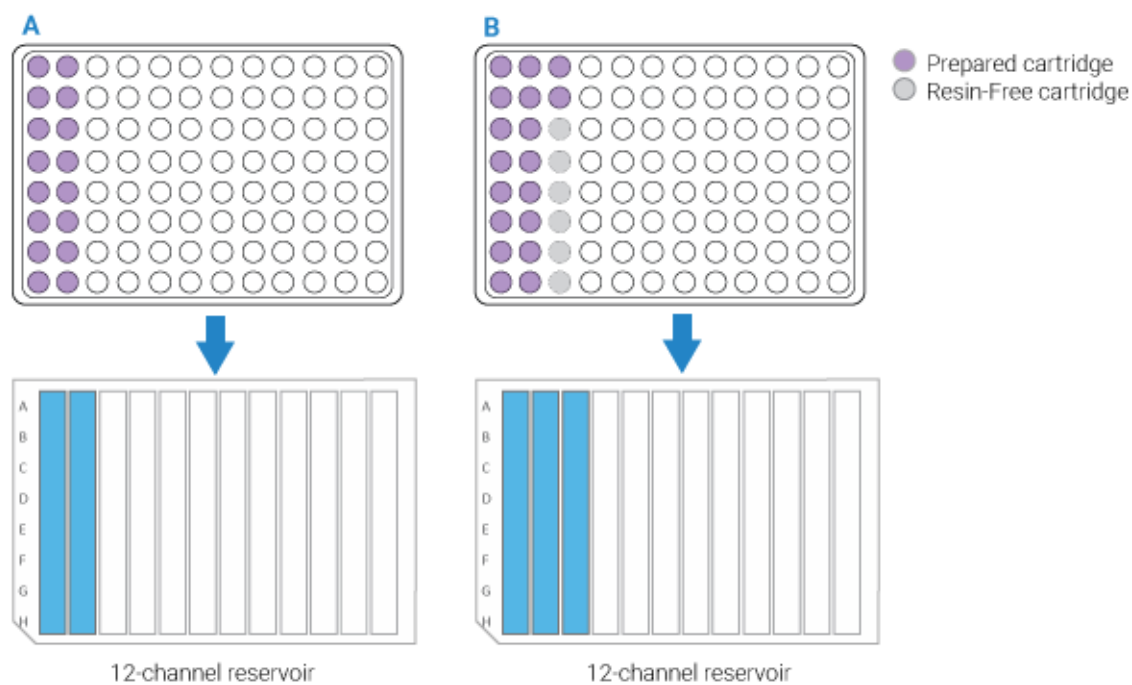 A
B
Prepared cartridge
Resin-Free cartridge
A
B
C
D
E
F
G
H
12-channel reservoir
A
B
C
D
E
F
G
H
12-channel reservoir